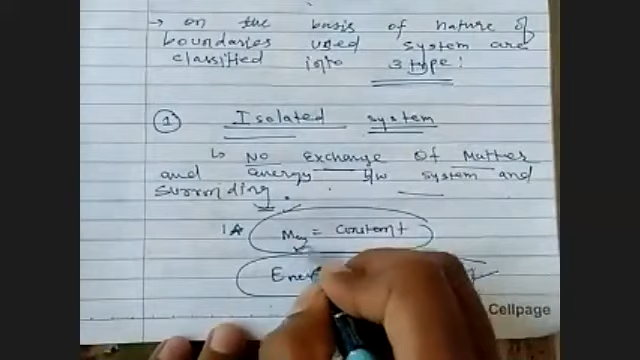 → on the basis of nature of
boundaries used system are
classified into 3 type:
① Isolated system
↳ No Exchange of Matter
and energy b/w system and
surrounding.
= constant
Cellpage